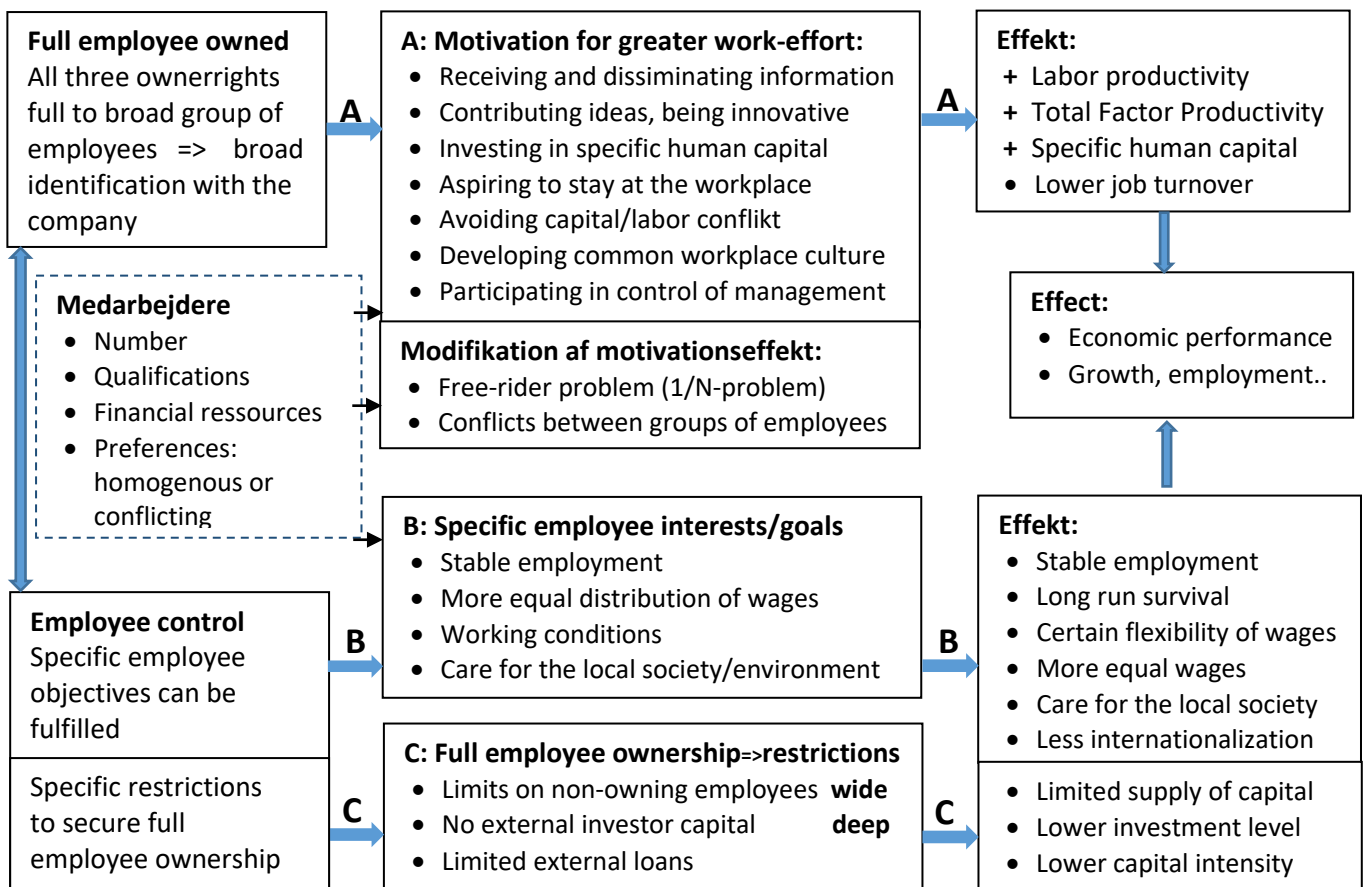 Full employee owned
All three ownerrights
full to broad group of
employees => broad
identification with the
company
A
A: Motivation for greater work-effort:
• Receiving and dissiminating information
• Contributing ideas, being innovative
• Investing in specific human capital
• Aspiring to stay at the workplace
• Avoiding capital/labor conflikt
• Developing common workplace culture
• Participating in control of management
A
Effekt:
+ Labor productivity
+ Total Factor Productivity
+ Specific human capital
• Lower job turnover
Medarbejdere
• Number
• Qualifications
• Financial ressources
• Preferences:
homogenous or
conflicting
Modifikation af motivationseffekt:
• Free-rider problem (1/N-problem)
• Conflicts between groups of employees
Effect:
• Economic performance
• Growth, employment..
Employee control
Specific employee
objectives can be
fulfilled
B
B: Specific employee interests/goals
• Stable employment
• More equal distribution of wages
• Working conditions
• Care for the local society/environment
B
Effekt:
• Stable employment
• Long run survival
• Certain flexibility of wages
• More equal wages
• Care for the local society
• Less internationalization
Specific restrictions
to secure full
employee ownership
C
C: Full employee ownership=>restrictions
• Limits on non-owning employees wide
• No external investor capital deep
• Limited external loans
C
• Limited supply of capital
• Lower investment level
• Lower capital intensity